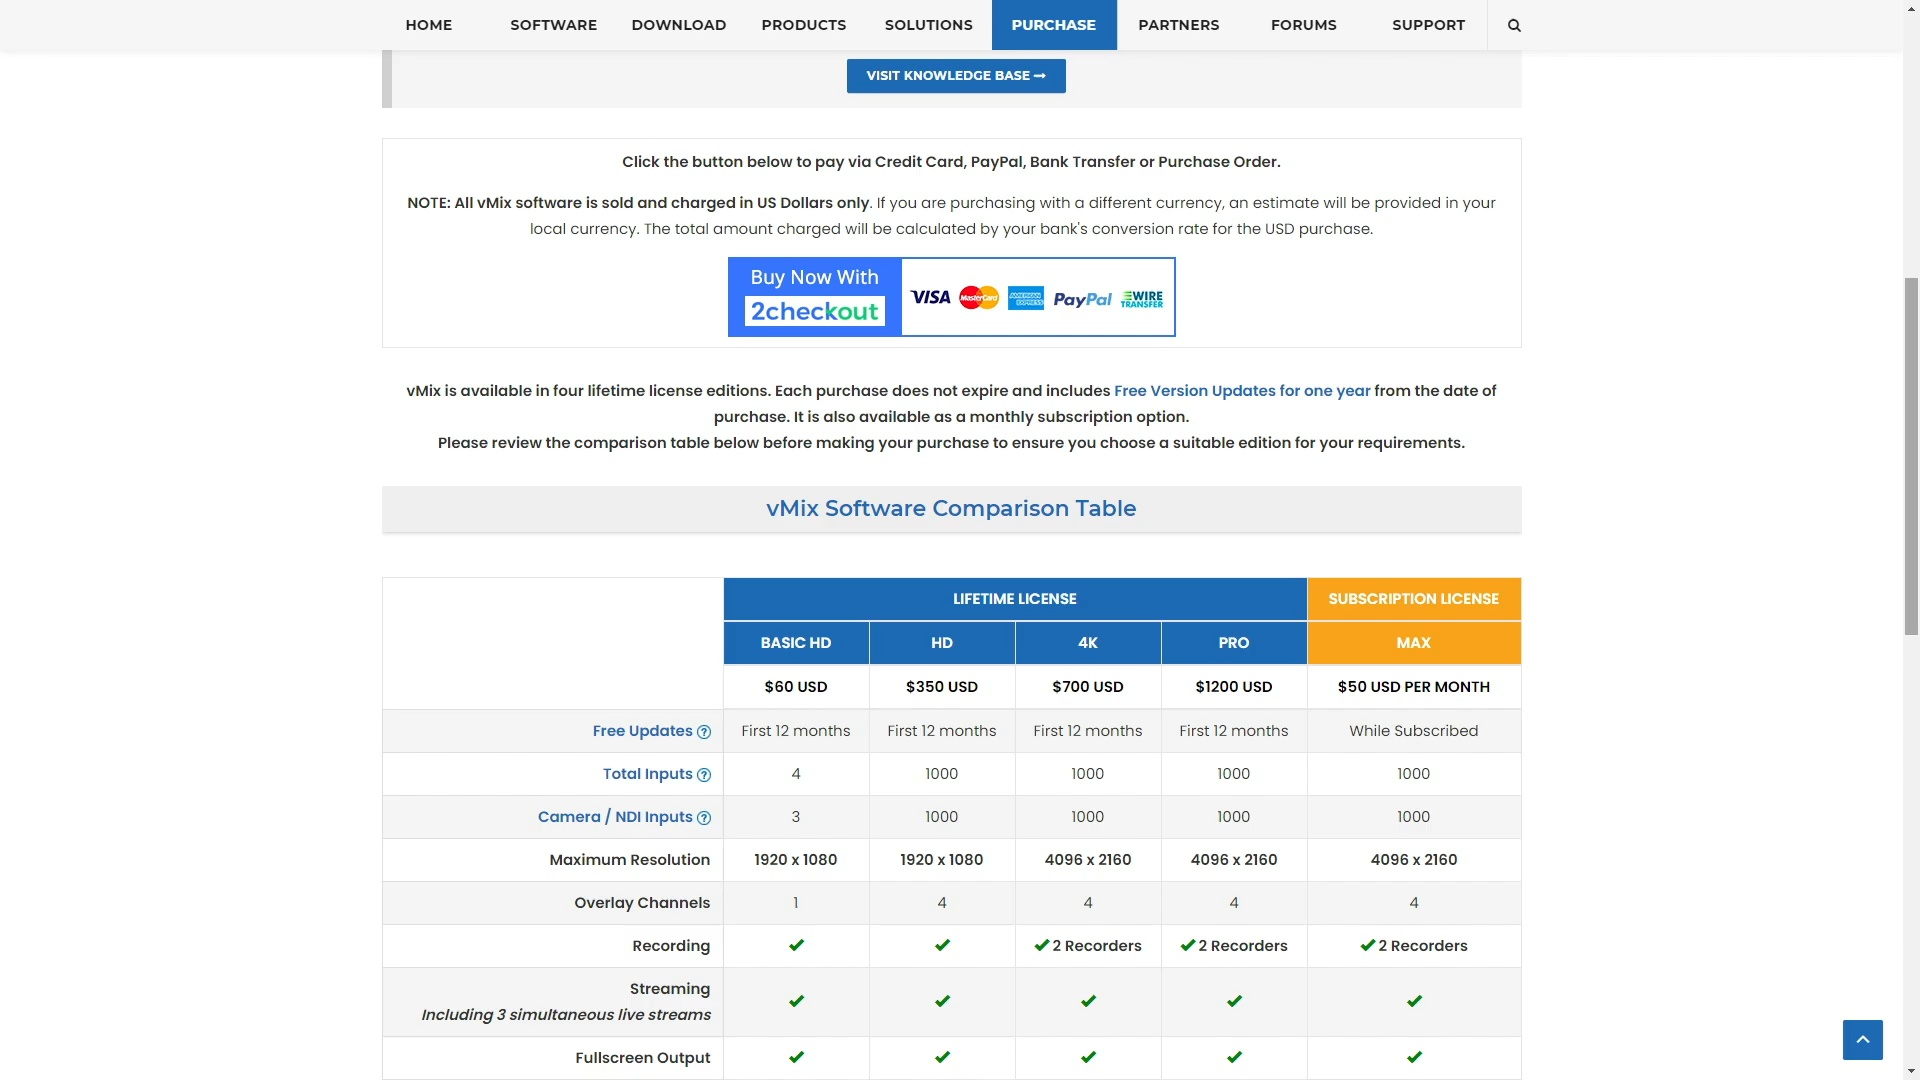 HOME SOFTWARE DOWNLOAD PRODUCTS SOLUTIONS PURCHASE PARTNERS FORUMS SUPPORT
VISIT KNOWLEDGE BASE
Click the button below to pay via Credit Card, PayPal, Bank Transfer or Purchase Order.
NOTE: All vMix software is sold and charged in US Dollars only. If you are purchasing with a different currency, an estimate will be provided in your
local currency. The total amount charged will be calculated by your bank's conversion rate for the USD purchase.
Buy Now With
2checkout
VISA MasterCard AMERICAN EXPRESS PayPal WIRE TRANSFER
vMix is available in four lifetime license editions. Each purchase does not expire and includes Free Version Updates for one year from the date of
purchase. It is also available as a monthly subscription option.
Please review the comparison table below before making your purchase to ensure you choose a suitable edition for your requirements.
vMix Software Comparison Table
LIFETIME LICENSE SUBSCRIPTION LICENSE
BASIC HD HD 4K PRO MAX
$60 USD $350 USD $700 USD $1200 USD $50 USD PER MONTH
Free Updates ? First 12 months First 12 months First 12 months First 12 months While Subscribed
Total Inputs ? 4 1000 1000 1000 1000
Camera / NDI Inputs ? 3 1000 1000 1000 1000
Maximum Resolution 1920 x 1080 1920 x 1080 4096 x 2160 4096 x 2160 4096 x 2160
Overlay Channels 1 4 4 4 4
Recording ✔ ✔ ✔ 2 Recorders ✔ 2 Recorders ✔ 2 Recorders
Streaming
Including 3 simultaneous live streams ✔ ✔ ✔ ✔ ✔
Fullscreen Output ✔ ✔ ✔ ✔ ✔